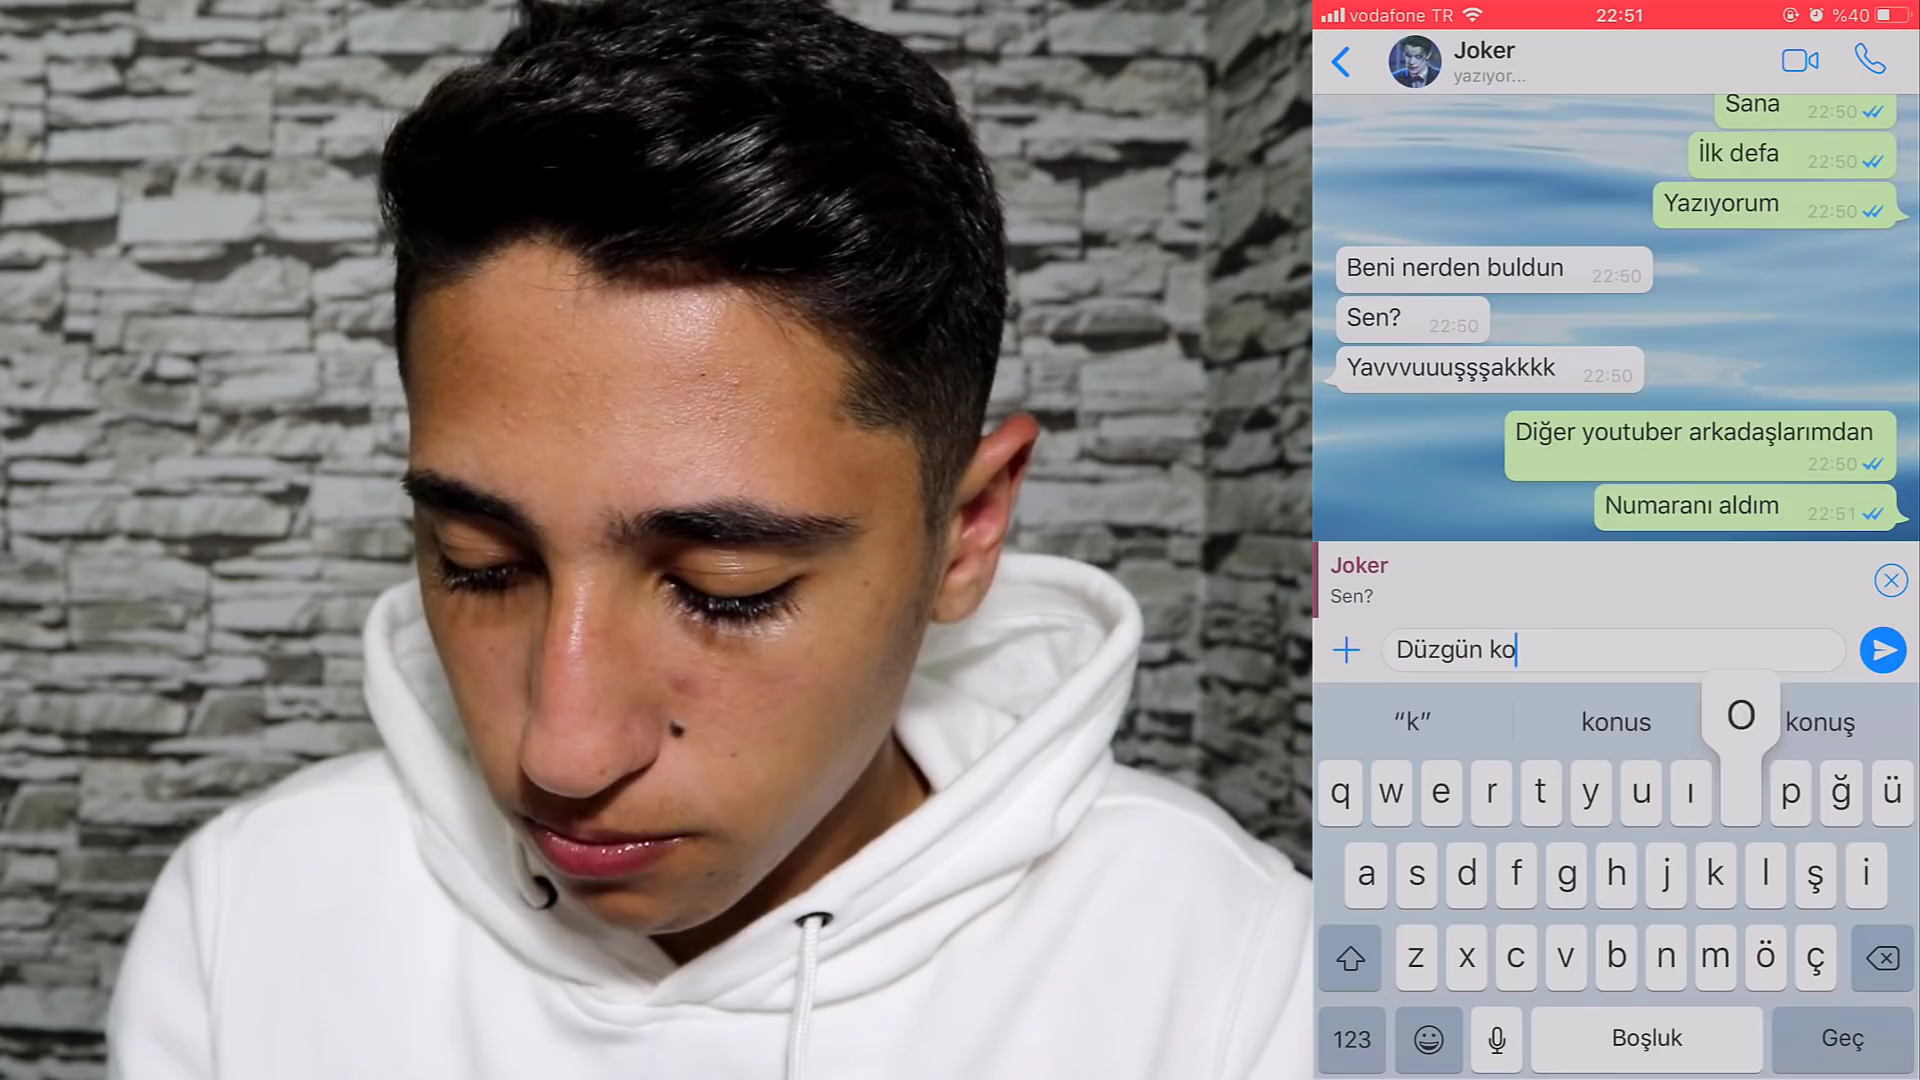 vodafone TR 22:51 %40
Joker
yazıyor...
Sana 22:50
İlk defa 22:50
Yazıyorum 22:50
Beni nerden buldun 22:50
Sen? 22:50
Yavvvuuuşşşakkkk 22:50
Diğer youtuber arkadaşlarımdan
22:50
Numaranı aldım 22:51
Joker
Sen?
Düzgün ko
“k” konus O konuş
q w e r t y u ı p ğ ü
a s d f g h j k l ş i
z x c v b n m ö ç
123 Boşluk Geç